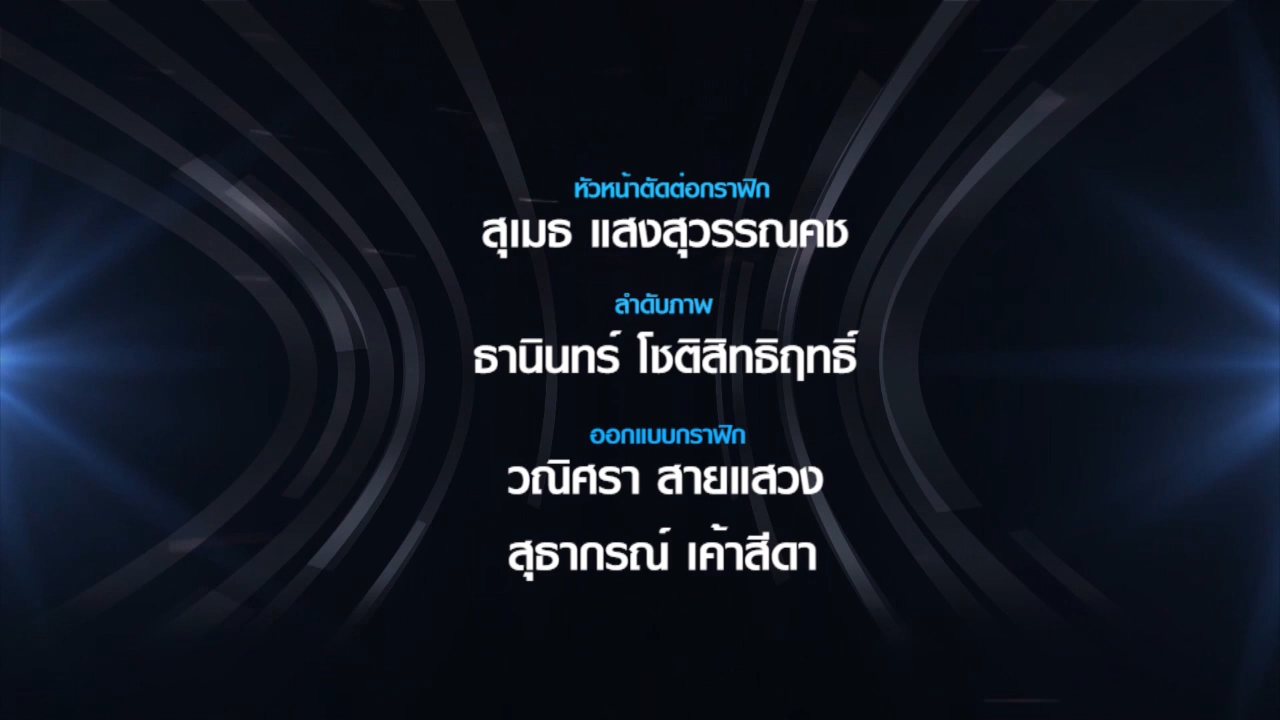 หัวหน้าตัดต่อกราฟิก
สุเมธ แสงสุวรรณคช
ลำดับภาพ
ธานินทร์ โชติสิทธิฤทธิ์
ออกแบบกราฟิก
วณิศรา สายแสวง
สุธากรณ์ เค้าสีดา